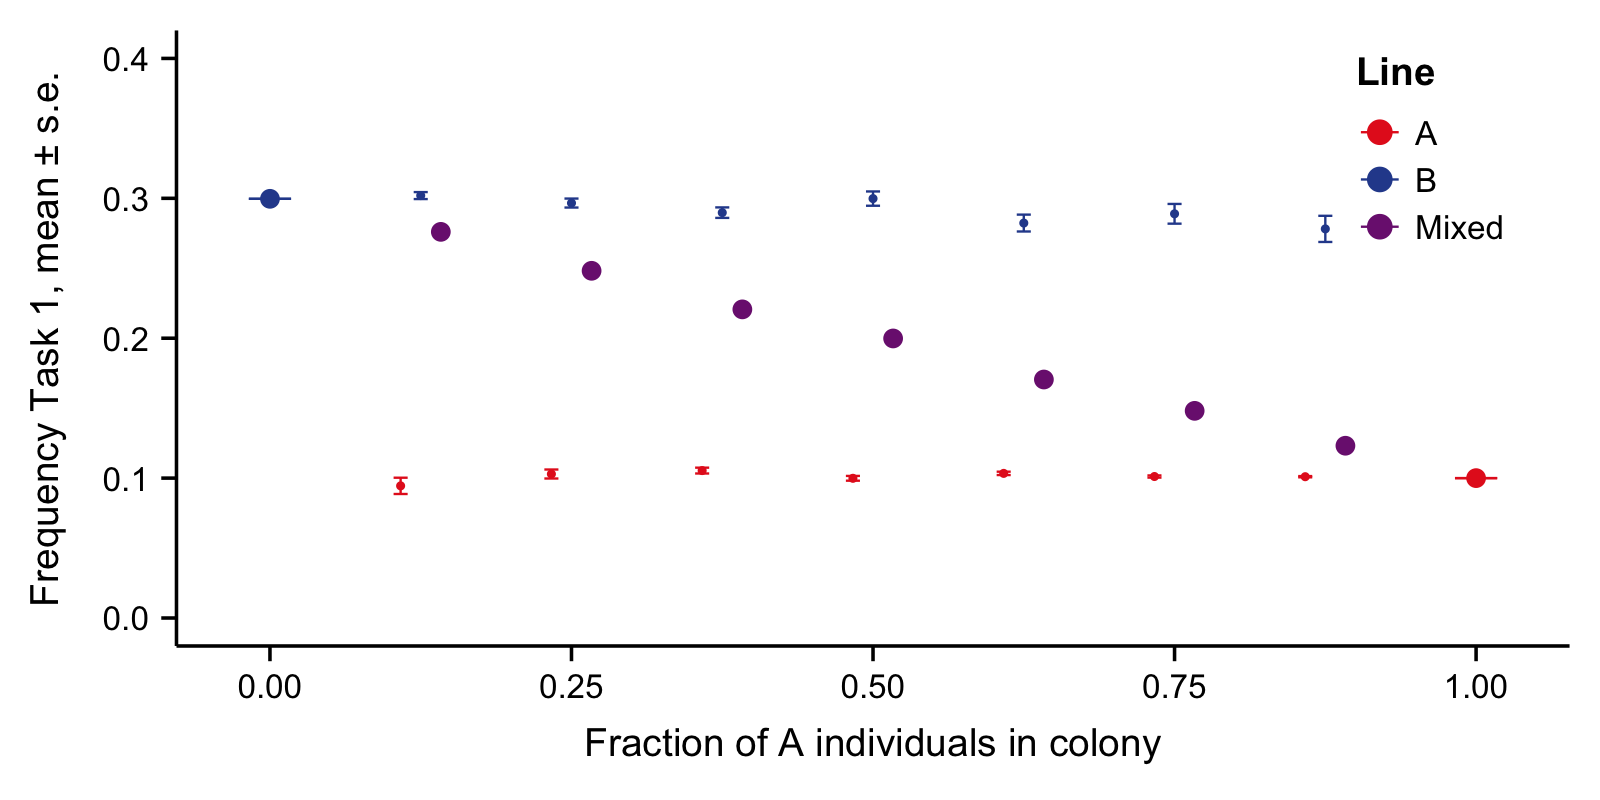 Frequency Task 1, mean ± s.e.
0.4
0.3
0.2
0.1
0.0
Line
A
B
Mixed
0.00 0.25 0.50 0.75 1.00
Fraction of A individuals in colony